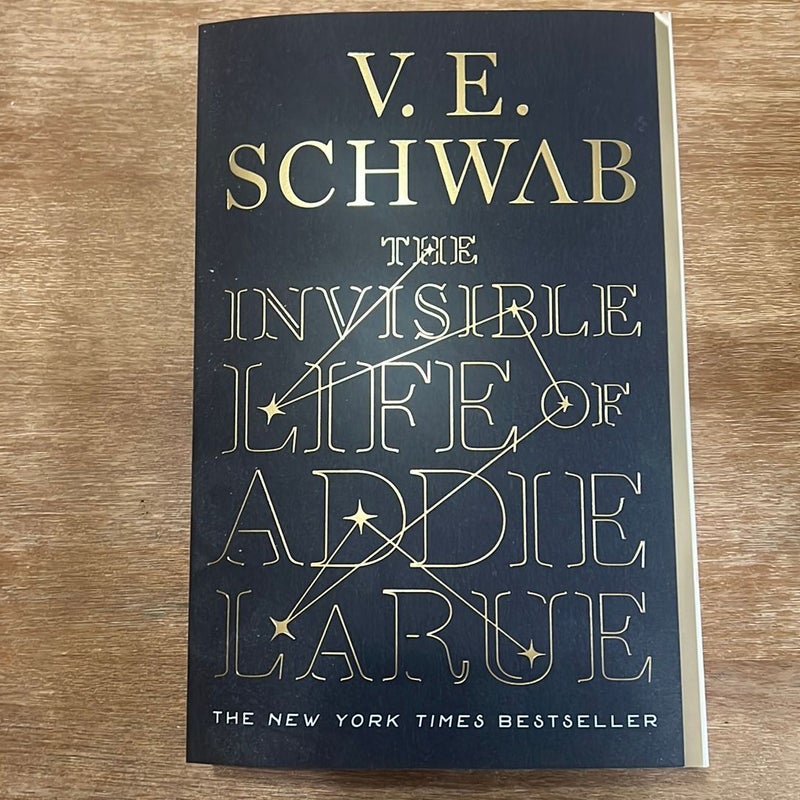 V. E.
SCHWAB
THE
INVISIBLE
LIFE OF
ADDIE
LARUE
THE NEW YORK TIMES BESTSELLER